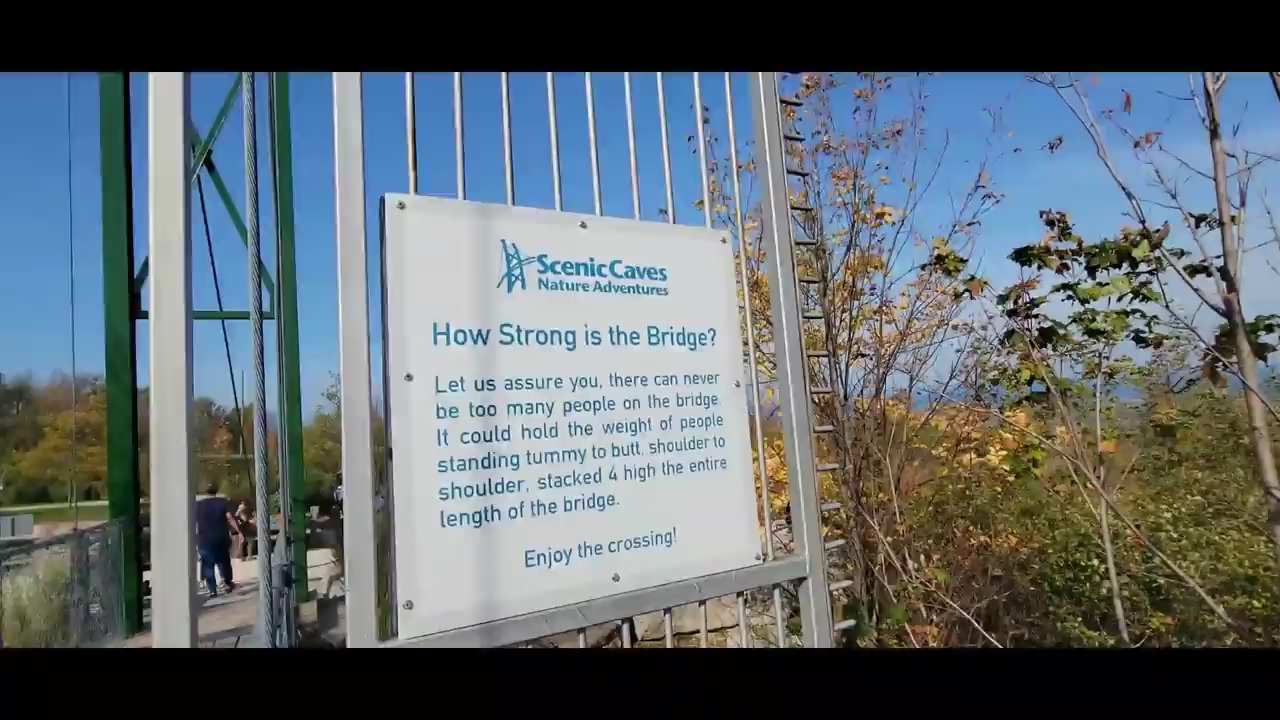 Scenic Caves
Nature Adventures
How Strong is the Bridge?
Let us assure you, there can never
be too many people on the bridge.
It could hold the weight of people
standing tummy to butt, shoulder to
shoulder, stacked 4 high the entire
length of the bridge.
Enjoy the crossing!